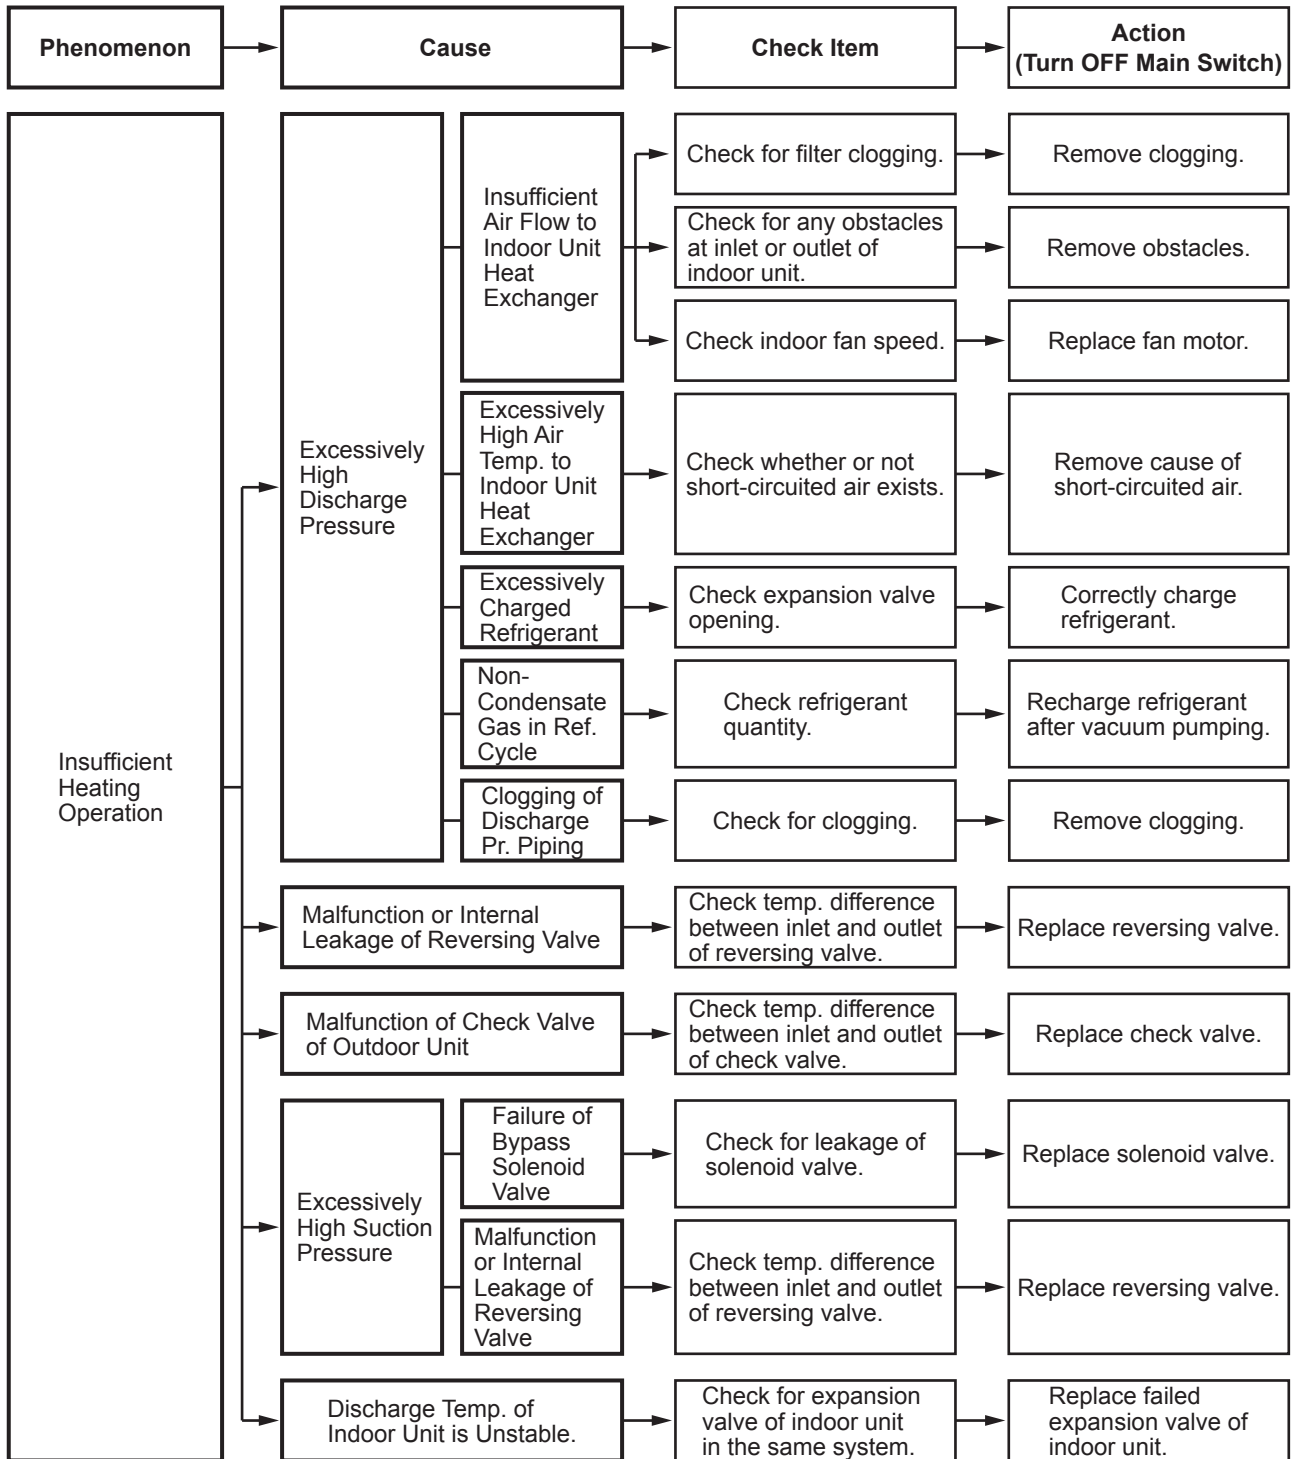 Phenomenon
Cause
Check Item
Action
(Turn OFF Main Switch)
Insufficient
Heating
Operation
Excessively
High
Discharge
Pressure
Insufficient
Air Flow to
Indoor Unit
Heat
Exchanger
Check for filter clogging.
Remove clogging.
Check for any obstacles
at inlet or outlet of
indoor unit.
Remove obstacles.
Check indoor fan speed.
Replace fan motor.
Excessively
High Air
Temp. to
Indoor Unit
Heat
Exchanger
Check whether or not
short-circuited air exists.
Remove cause of
short-circuited air.
Excessively
Charged
Refrigerant
Check expansion valve
opening.
Correctly charge
refrigerant.
Non-
Condensate
Gas in Ref.
Cycle
Check refrigerant
quantity.
Recharge refrigerant
after vacuum pumping.
Clogging of
Discharge
Pr. Piping
Check for clogging.
Remove clogging.
Malfunction or Internal
Leakage of Reversing Valve
Check temp. difference
between inlet and outlet
of reversing valve.
Replace reversing valve.
Malfunction of Check Valve
of Outdoor Unit
Check temp. difference
between inlet and outlet
of check valve.
Replace check valve.
Excessively
High Suction
Pressure
Failure of
Bypass
Solenoid
Valve
Check for leakage of
solenoid valve.
Replace solenoid valve.
Malfunction
or Internal
Leakage of
Reversing
Valve
Check temp. difference
between inlet and outlet
of reversing valve.
Replace reversing valve.
Discharge Temp. of
Indoor Unit is Unstable.
Check for expansion
valve of indoor unit
in the same system.
Replace failed
expansion valve of
indoor unit.